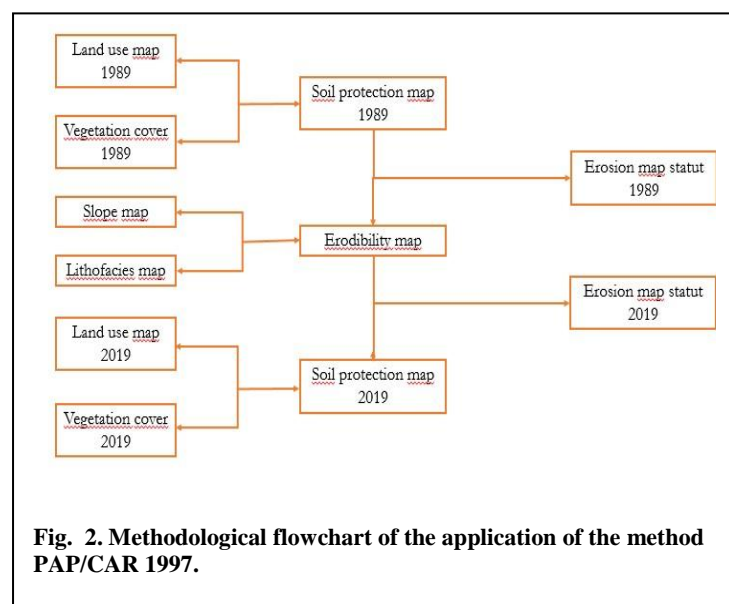 Land use map
1989
Vegetation cover
1989
Slope map
Lithofacies map
Land use map
2019
Vegetation cover
2019
Soil protection map
1989
Erodibility map
Soil protection map
2019
Erosion map statut
1989
Erosion map statut
2019
Fig. 2. Methodological flowchart of the application of the method
PAP/CAR 1997.